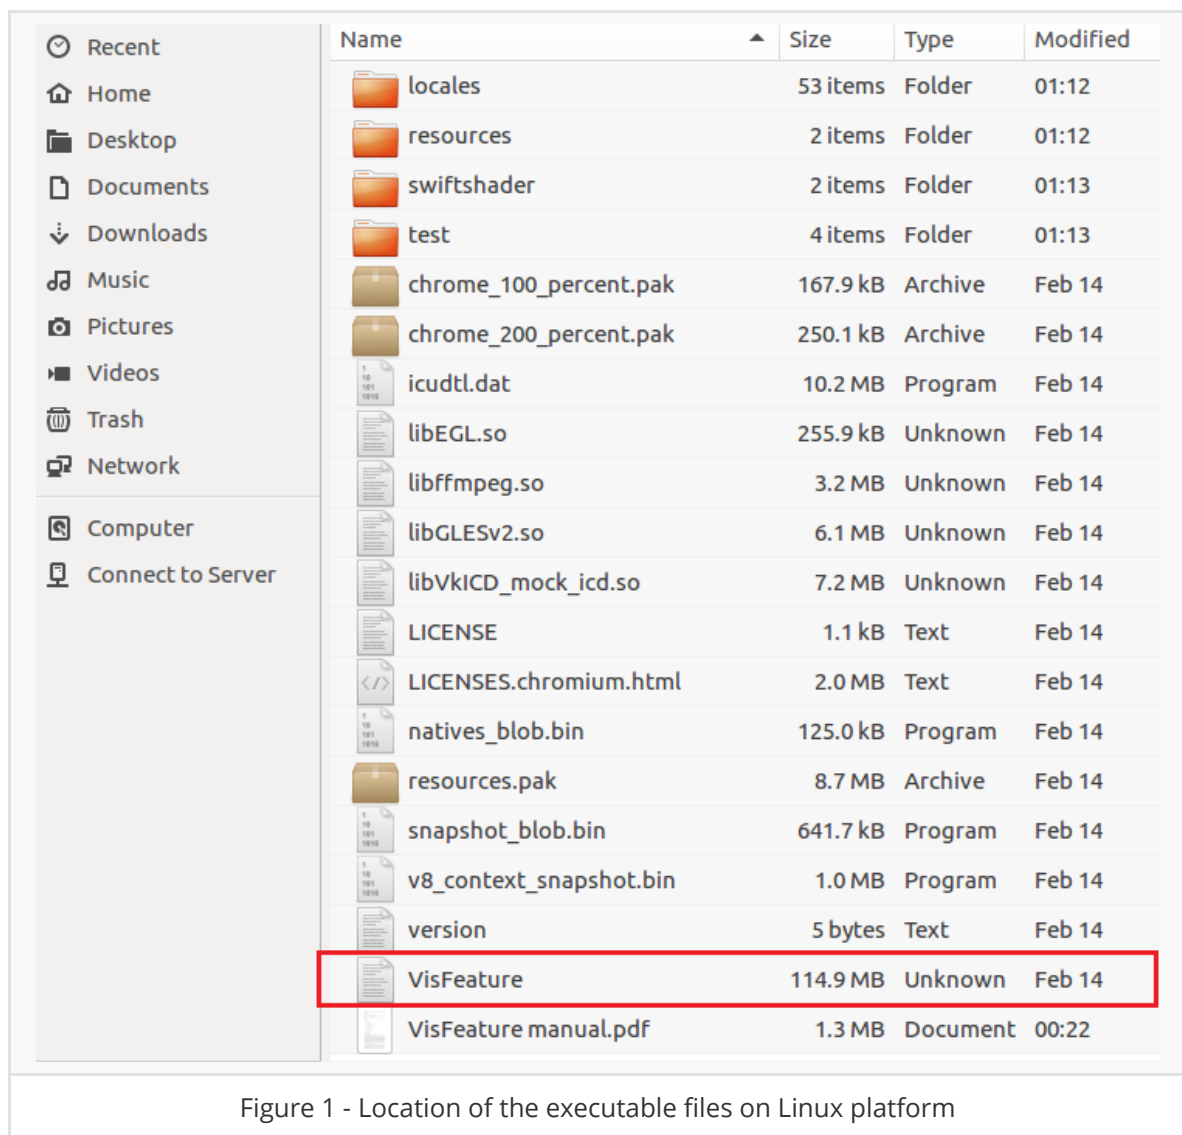 Recent
Home
Desktop
Documents
Downloads
Music
Pictures
Videos
Trash
Network
Computer
Connect to Server
Name Size Type Modified
locales 53 items Folder 01:12
resources 2 items Folder 01:12
swiftshader 2 items Folder 01:13
test 4 items Folder 01:13
chrome_100_percent.pak 167.9 kB Archive Feb 14
chrome_200_percent.pak 250.1 kB Archive Feb 14
icudtl.dat 10.2 MB Program Feb 14
libEGL.so 255.9 kB Unknown Feb 14
libffmpeg.so 3.2 MB Unknown Feb 14
libGLESv2.so 6.1 MB Unknown Feb 14
libVkICD_mock_icd.so 7.2 MB Unknown Feb 14
LICENSE 1.1 kB Text Feb 14
LICENSES.chromium.html 2.0 MB Text Feb 14
natives_blob.bin 125.0 kB Program Feb 14
resources.pak 8.7 MB Archive Feb 14
snapshot_blob.bin 641.7 kB Program Feb 14
v8_context_snapshot.bin 1.0 MB Program Feb 14
version 5 bytes Text Feb 14
VisFeature 114.9 MB Unknown Feb 14
VisFeature manual.pdf 1.3 MB Document 00:22
Figure 1 - Location of the executable files on Linux platform